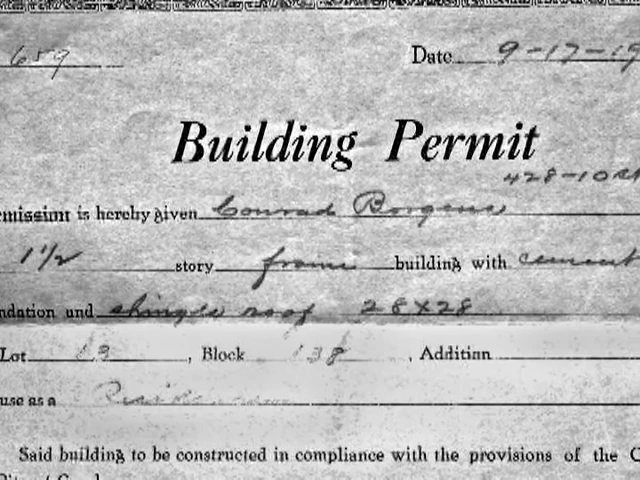 659 Date 9-17-19
Building Permit
428-10
mission is hereby given Conrad
1 1/2 story frame building with cement
ndation and shingle roof 28x28
Lot 13, Block 138, Addition
use as a Residence
Said building to be constructed in compliance with the provisions of the C